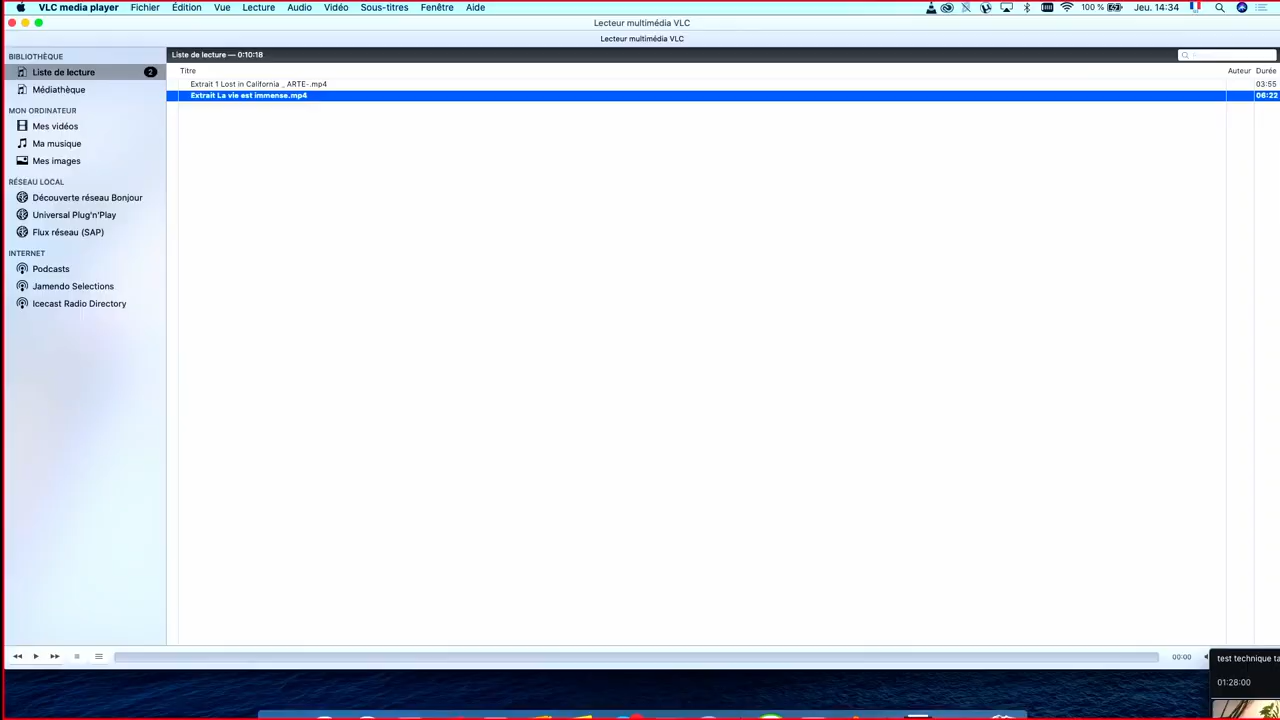 VLC media player Fichier Édition Vue Lecture Audio Vidéo Sous-titres Fenêtre Aide 100 % Jeu. 14:34
Lecteur multimédia VLC
Lecteur multimédia VLC
BIBLIOTHÈQUE
Liste de lecture 2
Médiathèque
MON ORDINATEUR
Mes vidéos
Ma musique
Mes images
RÉSEAU LOCAL
Découverte réseau Bonjour
Universal Plug'n'Play
Flux réseau (SAP)
INTERNET
Podcasts
Jamendo Selections
Icecast Radio Directory
Liste de lecture — 0:10:18
Titre Auteur Durée
Extrait 1 Lost in California _ ARTE-.mp4 03:55
Extrait La vie est immense.mp4 06:22
00:00
test technique ta
01:28:00